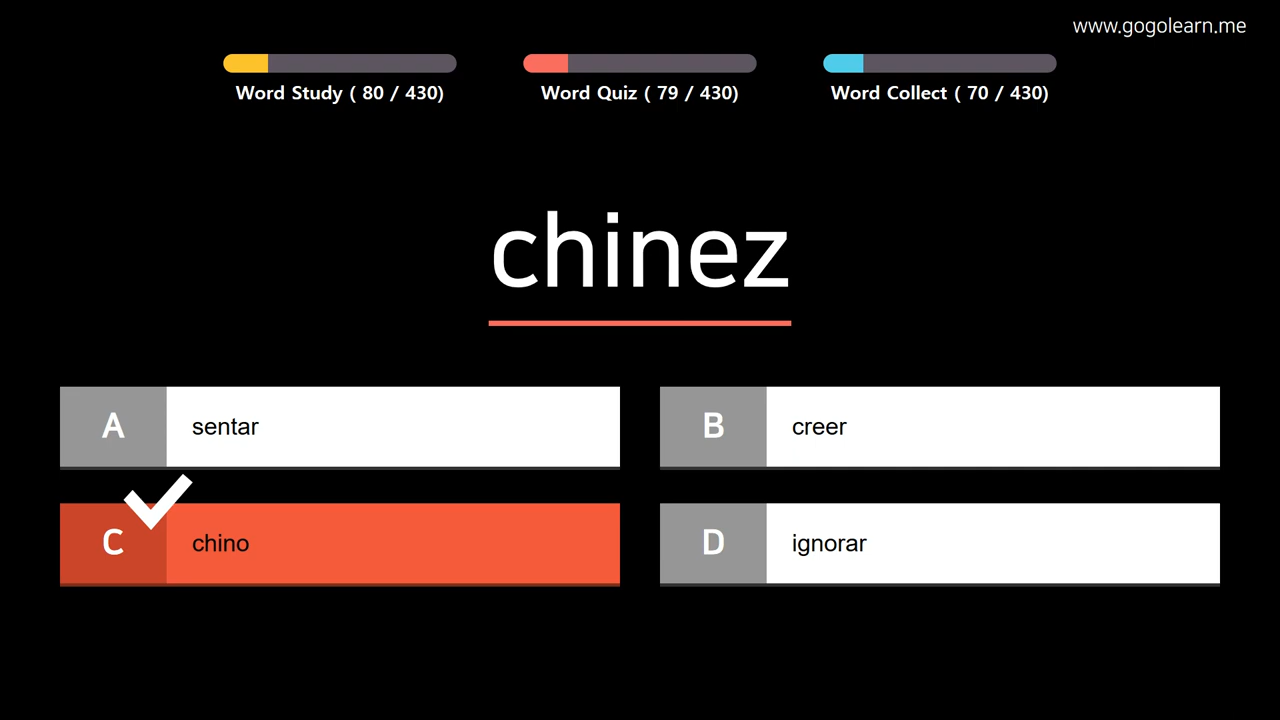 www.gogolearn.me
Word Study ( 80 / 430)
Word Quiz ( 79 / 430)
Word Collect ( 70 / 430)
chinez
A sentar
B creer
C chino
D ignorar